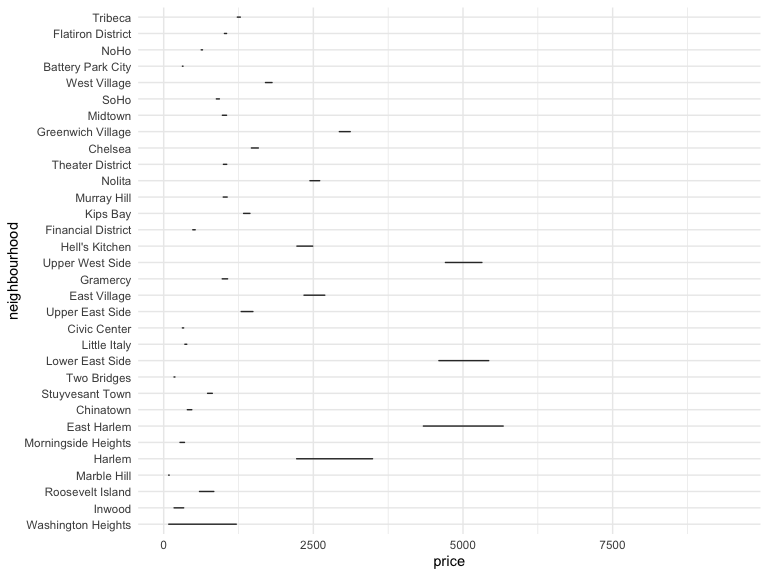 Tribeca
Flatiron District
NoHo
Battery Park City
West Village
SoHo
Midtown
Greenwich Village
Chelsea
Theater District
Nolita
Murray Hill
Kips Bay
Financial District
Hell's Kitchen
Upper West Side
Gramercy
East Village
Upper East Side
Civic Center
Little Italy
Lower East Side
Two Bridges
Stuyvesant Town
Chinatown
East Harlem
Morningside Heights
Harlem
Marble Hill
Roosevelt Island
Inwood
Washington Heights
neighbourhood
0 2500 5000 7500
price